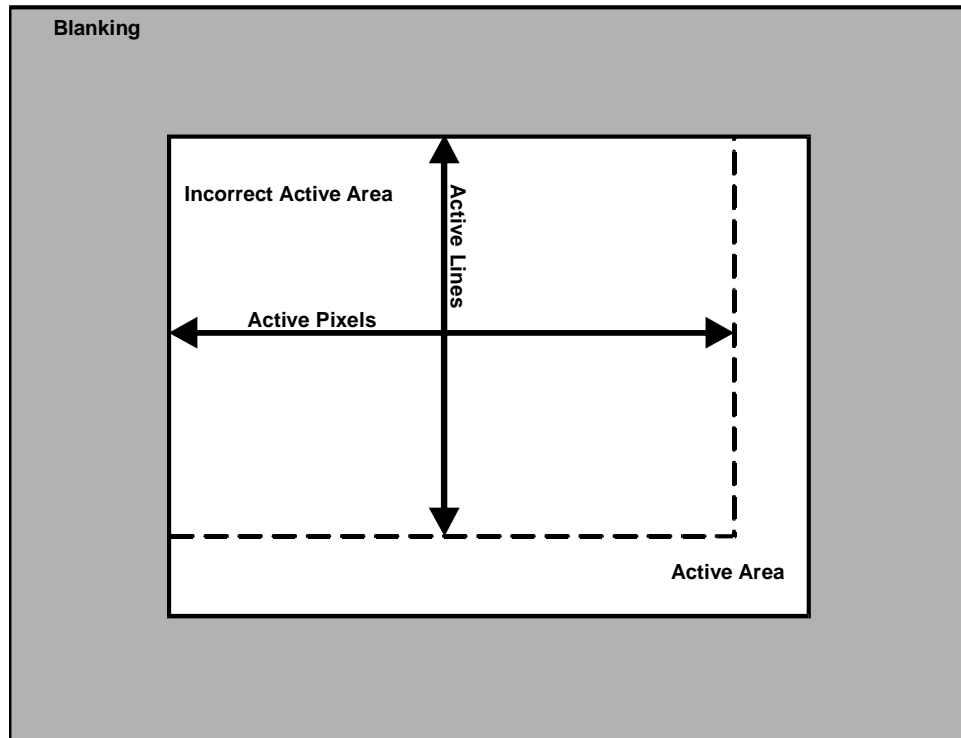 Blanking
Incorrect Active Area
Active Lines
Active Pixels
Active Area